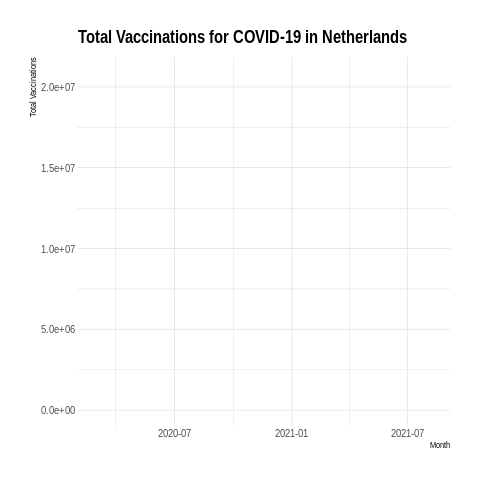 Total Vaccinations for COVID-19 in Netherlands
Total Vaccinations
2.0e+07
1.5e+07
1.0e+07
5.0e+06
0.0e+00
2020-07 2021-01 2021-07
Month